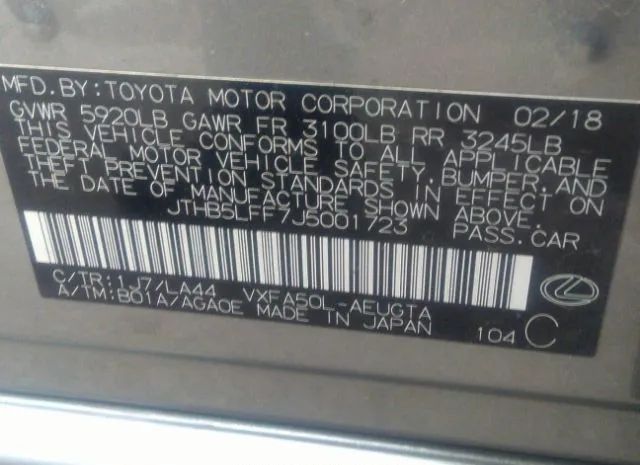 MFD.BY:TOYOTA MOTOR CORPORATION 02/18
GVWR 5920LB GAWR FR 3100LB RR 3245LB
THIS VEHICLE CONFORMS TO ALL APPLICABLE
FEDERAL MOTOR VEHICLE SAFETY,BUMPER,AND
THEFT PREVENTION STANDARDS IN EFFECT ON
THE DATE OF MANUFACTURE SHOWN ABOVE.
JTHB5LFF7J5001723 PASS.CAR
C/TR:1J7/LA44 VXFA50L-AEUGTA
A/TM:B01A/AGA0E MADE IN JAPAN 104 C